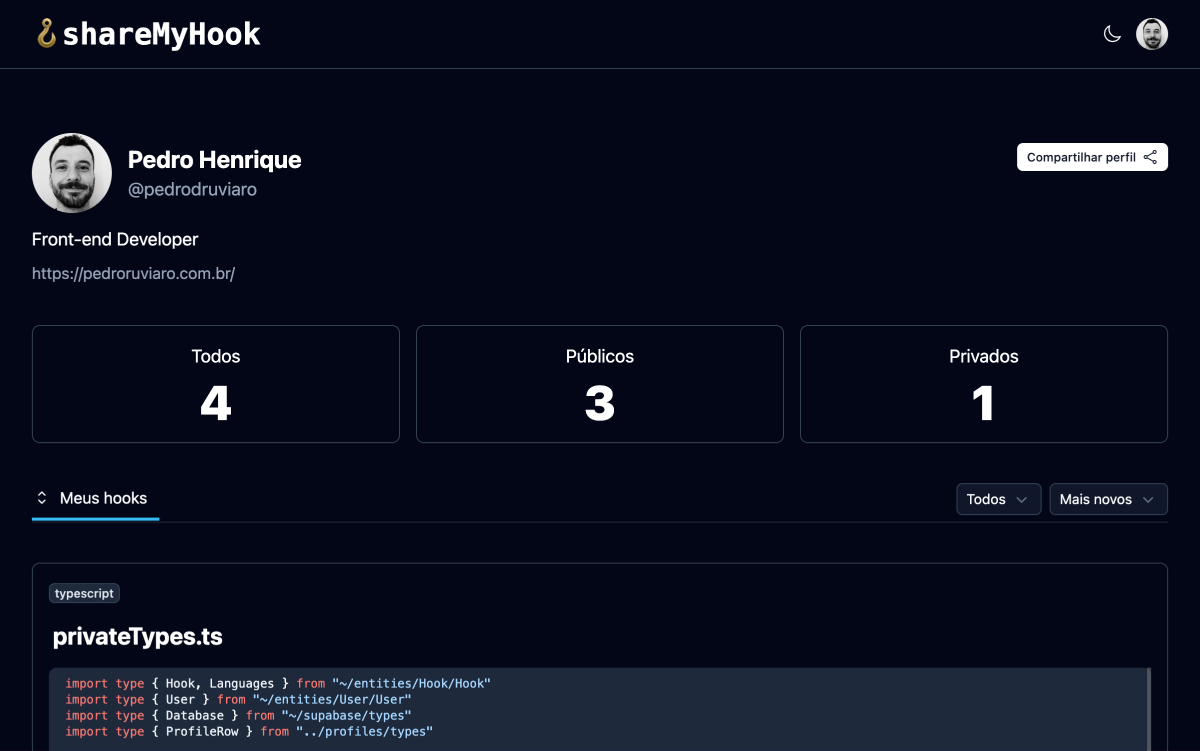 shareMyHook
Pedro Henrique
@pedrodruviaro
Compartilhar perfil
Front-end Developer
https://pedroruviaro.com.br/
Todos
4
Públicos
3
Privados
1
Meus hooks
Todos
Mais novos
typescript
privateTypes.ts
import type { Hook, Languages } from "~/entities/Hook/Hook"
import type { User } from "~/entities/User/User"
import type { Database } from "~/supabase/types"
import type { ProfileRow } from "../profiles/types"